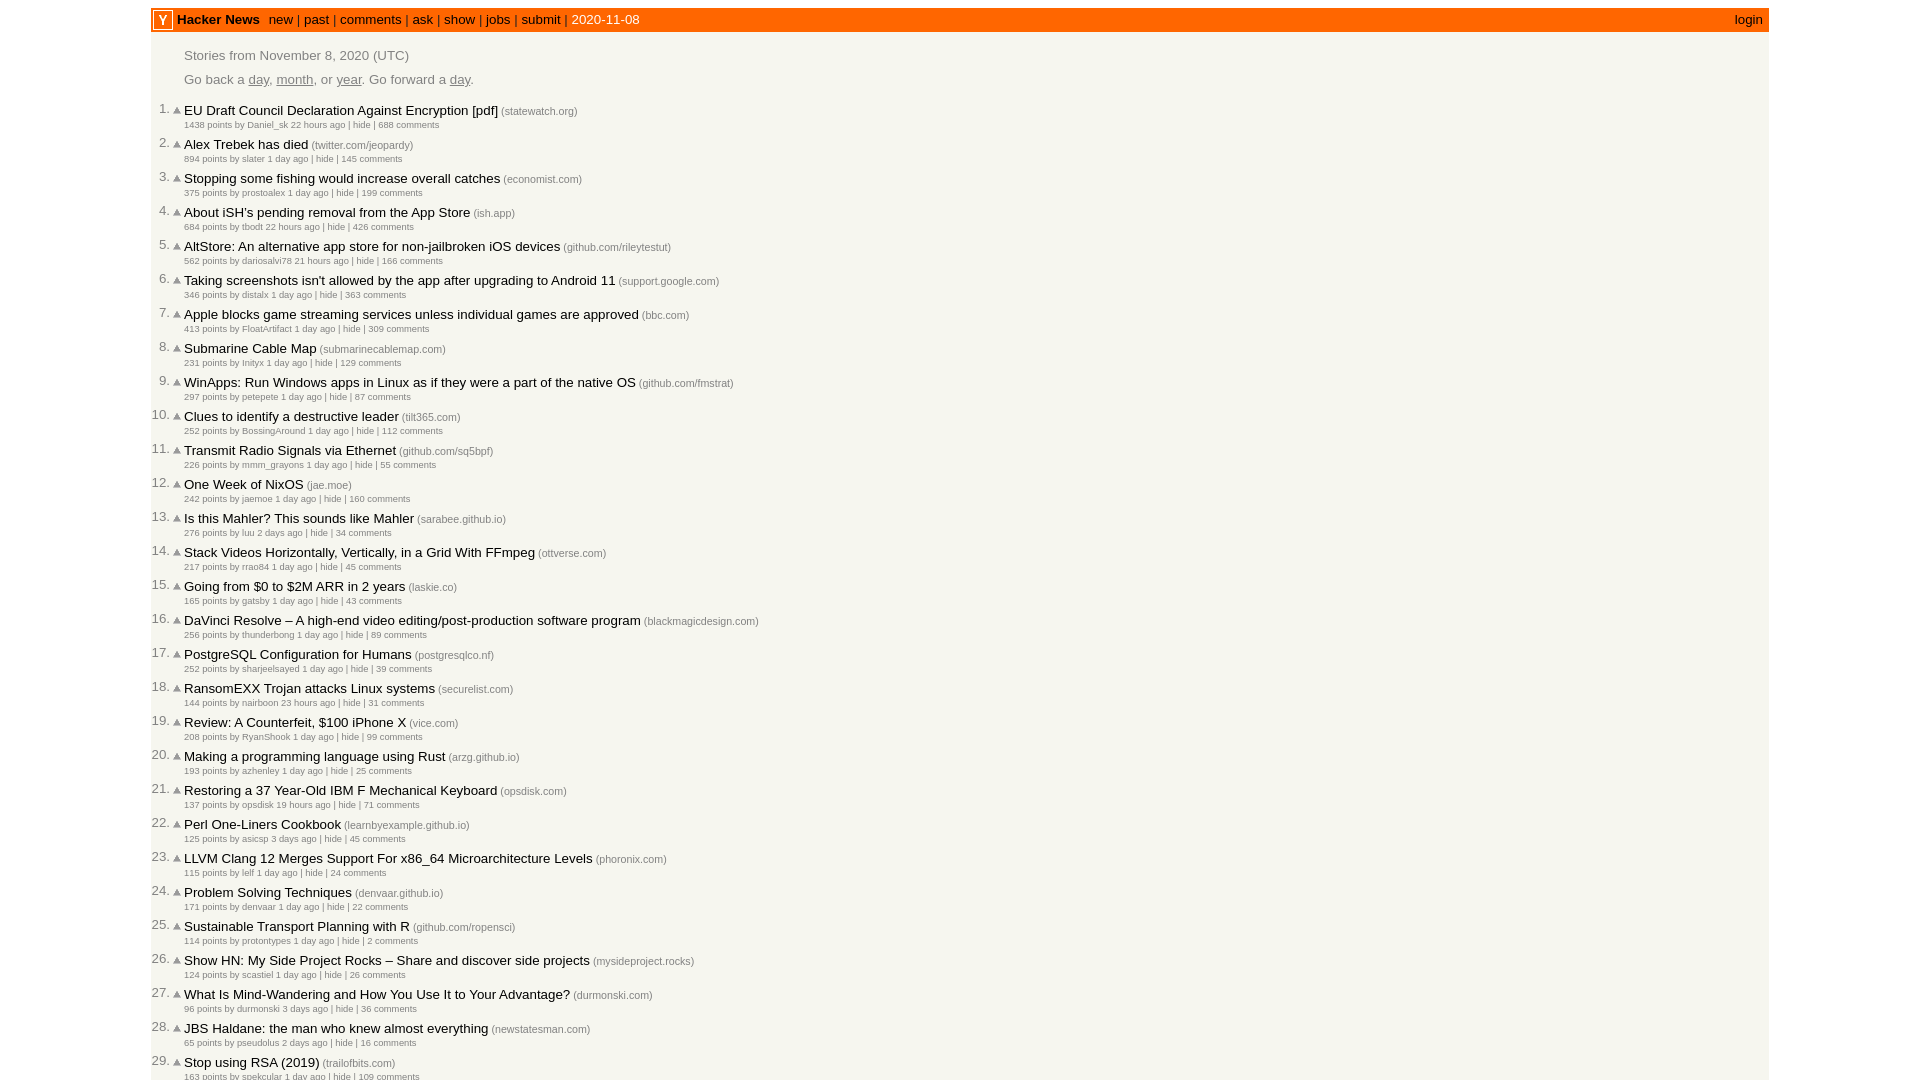 Y Hacker News new | past | comments | ask | show | jobs | submit | 2020-11-08 login
Stories from November 8, 2020 (UTC)
Go back a day, month, or year. Go forward a day.
1. EU Draft Council Declaration Against Encryption [pdf] (statewatch.org)
1438 points by Daniel_sk 22 hours ago | hide | 688 comments
2. Alex Trebek has died (twitter.com/jeopardy)
894 points by slater 1 day ago | hide | 145 comments
3. Stopping some fishing would increase overall catches (economist.com)
375 points by prostoalex 1 day ago | hide | 199 comments
4. About iSH’s pending removal from the App Store (ish.app)
684 points by tbodt 22 hours ago | hide | 426 comments
5. AltStore: An alternative app store for non-jailbroken iOS devices (github.com/rileytestut)
562 points by dariosalvi78 21 hours ago | hide | 166 comments
6. Taking screenshots isn't allowed by the app after upgrading to Android 11 (support.google.com)
346 points by distalx 1 day ago | hide | 363 comments
7. Apple blocks game streaming services unless individual games are approved (bbc.com)
413 points by FloatArtifact 1 day ago | hide | 309 comments
8. Submarine Cable Map (submarinecablemap.com)
231 points by Inityx 1 day ago | hide | 129 comments
9. WinApps: Run Windows apps in Linux as if they were a part of the native OS (github.com/fmstrat)
297 points by petepete 1 day ago | hide | 87 comments
10. Clues to identify a destructive leader (tilt365.com)
252 points by BossingAround 1 day ago | hide | 112 comments
11. Transmit Radio Signals via Ethernet (github.com/sq5bpf)
226 points by mmm_grayons 1 day ago | hide | 55 comments
12. One Week of NixOS (jae.moe)
242 points by jaemoe 1 day ago | hide | 160 comments
13. Is this Mahler? This sounds like Mahler (sarabee.github.io)
276 points by luu 2 days ago | hide | 34 comments
14. Stack Videos Horizontally, Vertically, in a Grid With FFmpeg (ottverse.com)
217 points by rrao84 1 day ago | hide | 45 comments
15. Going from $0 to $2M ARR in 2 years (laskie.co)
165 points by gatsby 1 day ago | hide | 43 comments
16. DaVinci Resolve – A high-end video editing/post-production software program (blackmagicdesign.com)
256 points by thunderbong 1 day ago | hide | 89 comments
17. PostgreSQL Configuration for Humans (postgresqlco.nf)
252 points by sharjeelsayed 1 day ago | hide | 39 comments
18. RansomEXX Trojan attacks Linux systems (securelist.com)
144 points by nairboon 23 hours ago | hide | 31 comments
19. Review: A Counterfeit, $100 iPhone X (vice.com)
208 points by RyanShook 1 day ago | hide | 99 comments
20. Making a programming language using Rust (arzg.github.io)
193 points by azhenley 1 day ago | hide | 25 comments
21. Restoring a 37 Year-Old IBM F Mechanical Keyboard (opsdisk.com)
137 points by opsdisk 19 hours ago | hide | 71 comments
22. Perl One-Liners Cookbook (learnbyexample.github.io)
125 points by asicsp 3 days ago | hide | 45 comments
23. LLVM Clang 12 Merges Support For x86_64 Microarchitecture Levels (phoronix.com)
115 points by lelf 1 day ago | hide | 24 comments
24. Problem Solving Techniques (denvaar.github.io)
171 points by denvaar 1 day ago | hide | 22 comments
25. Sustainable Transport Planning with R (github.com/ropensci)
114 points by protontypes 1 day ago | hide | 2 comments
26. Show HN: My Side Project Rocks – Share and discover side projects (mysideproject.rocks)
124 points by scastiel 1 day ago | hide | 26 comments
27. What Is Mind-Wandering and How You Use It to Your Advantage? (durmonski.com)
96 points by durmonski 3 days ago | hide | 36 comments
28. JBS Haldane: the man who knew almost everything (newstatesman.com)
65 points by pseudolus 2 days ago | hide | 16 comments
29. Stop using RSA (2019) (trailofbits.com)
163 points by spekcular 1 day ago | hide | 109 comments